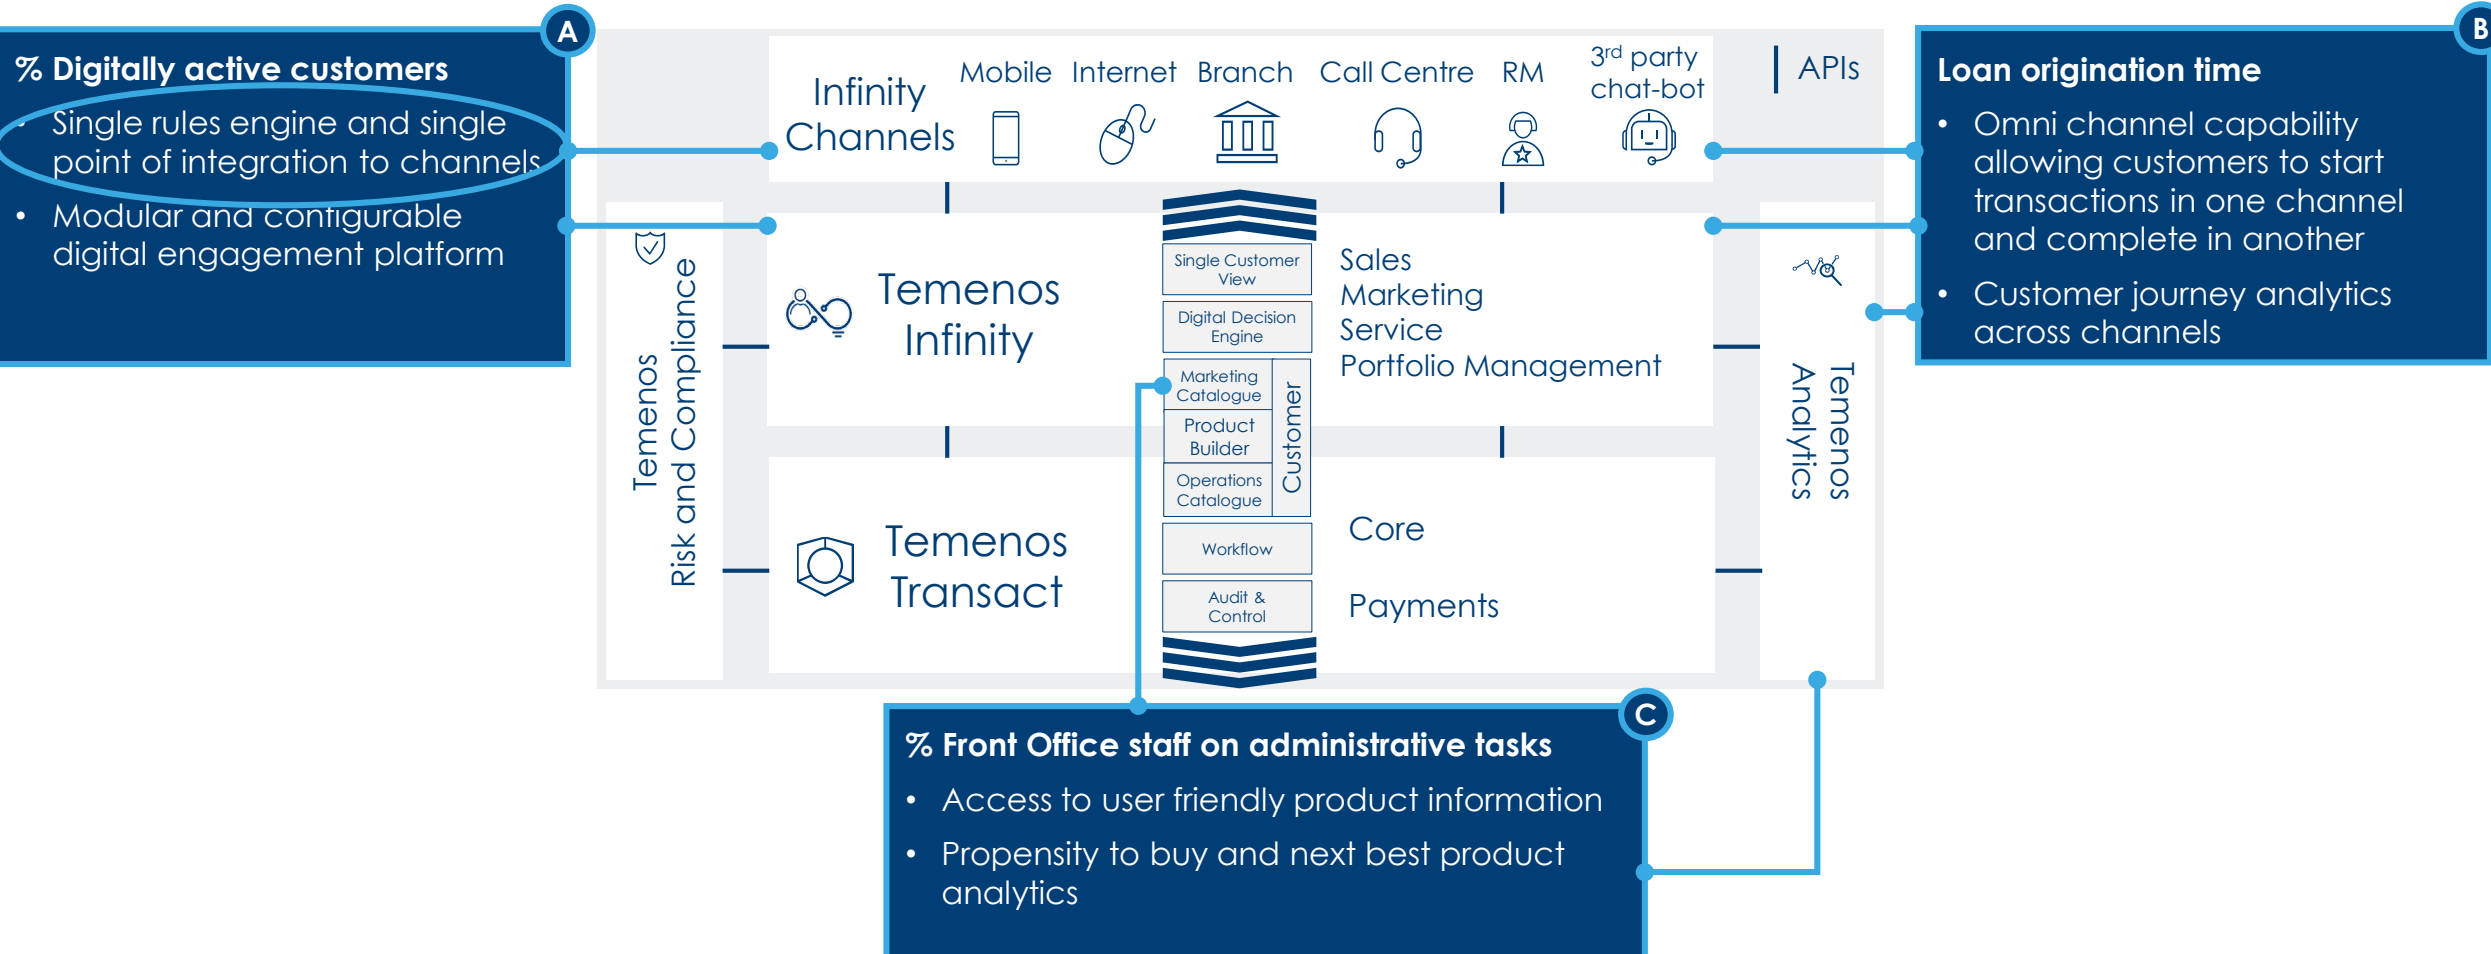 A
% Digitally active customers
• Single rules engine and single
point of integration to channels
• Modular and configurable
digital engagement platform
Infinity
Channels
Mobile
Internet
Branch
Call Centre
RM
3rd party
chat-bot
APIs
B
Loan origination time
• Omni channel capability
allowing customers to start
transactions in one channel
and complete in another
• Customer journey analytics
across channels
Temenos
Risk and Compliance
Temenos
Infinity
Single Customer
View
Digital Decision
Engine
Marketing
Catalogue
Product
Builder
Operations
Catalogue
Customer
Workflow
Audit &
Control
Sales
Marketing
Service
Portfolio Management
Temenos
Transact
Core
Payments
Temenos
Analytics
C
% Front Office staff on administrative tasks
• Access to user friendly product information
• Propensity to buy and next best product
analytics